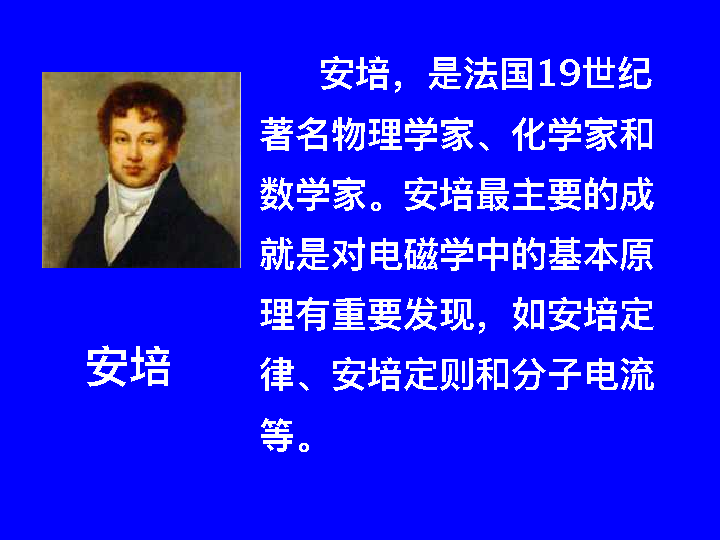 安培，是法国19世纪
著名物理学家、化学家和
数学家。安培最主要的成
就是对电磁学中的基本原
理有重要发现，如安培定
律、安培定则和分子电流
等。
安培